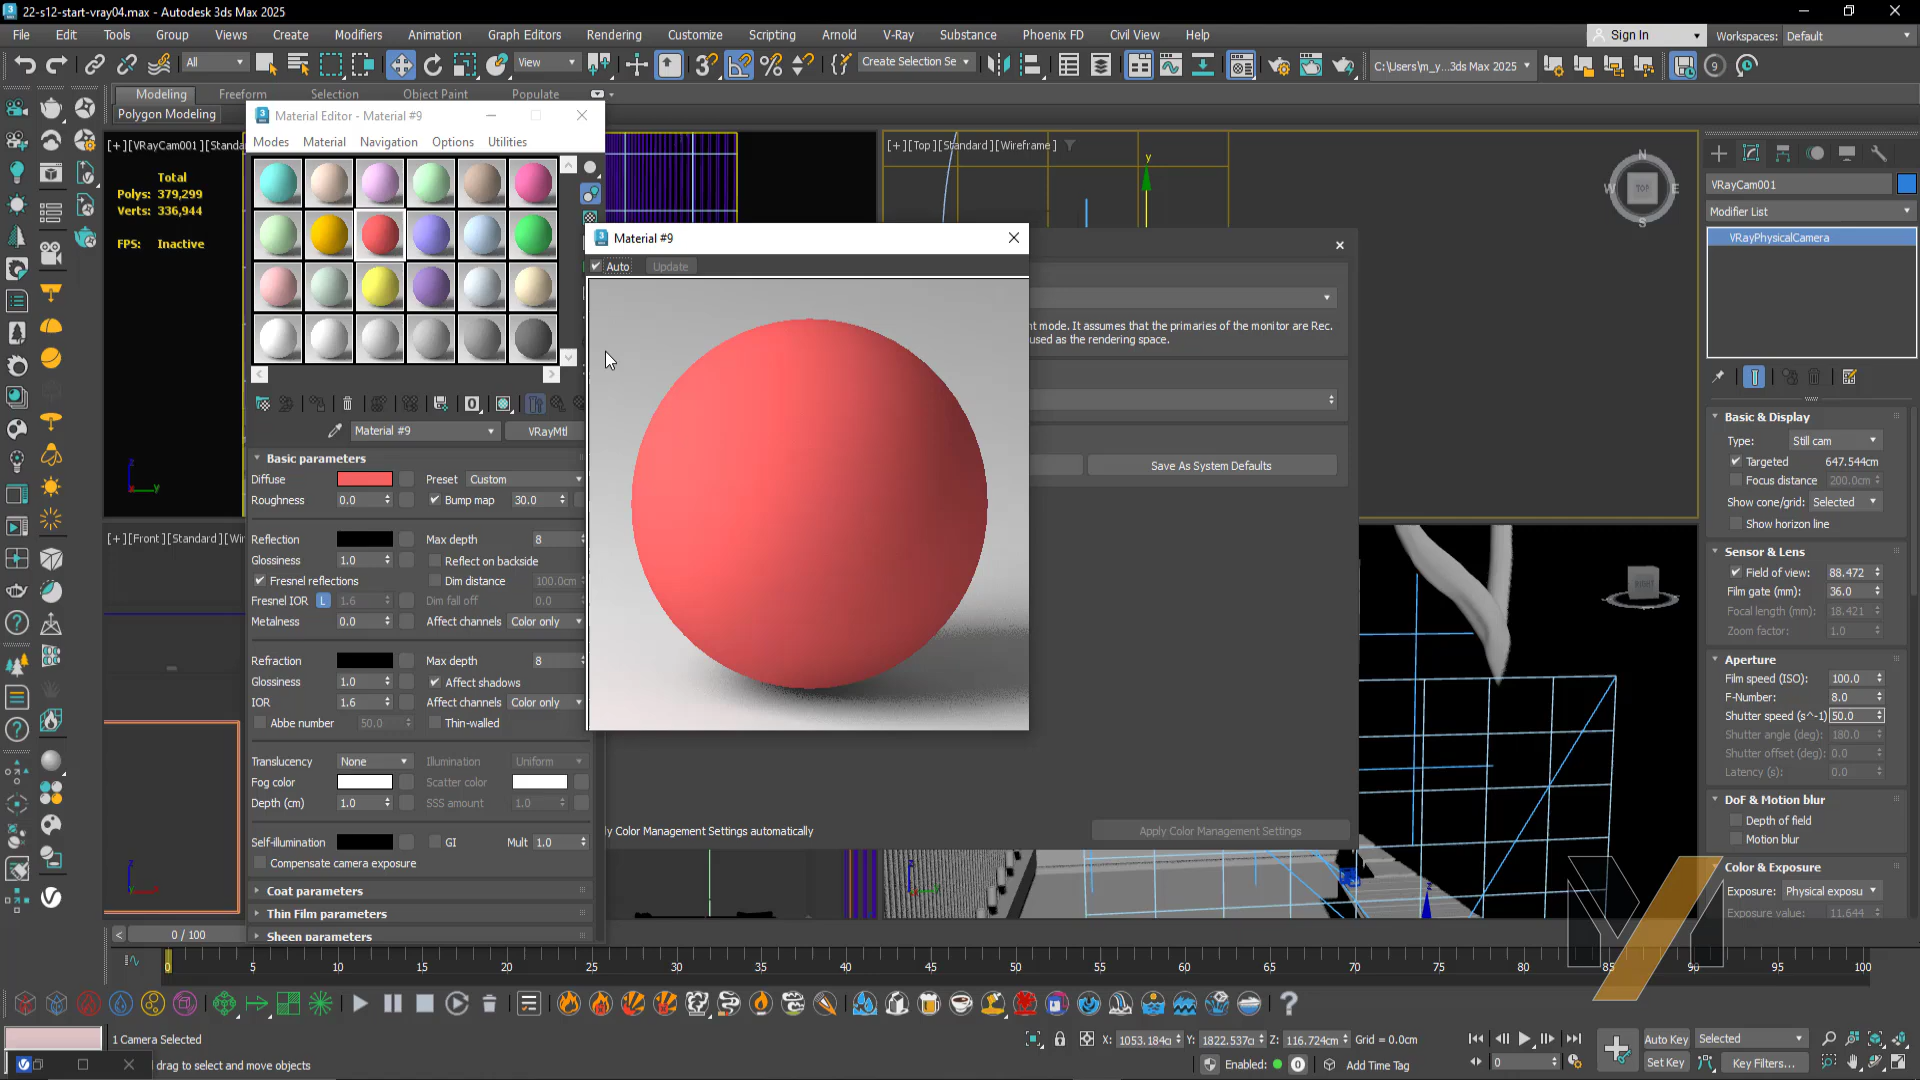 22-s12-start-vray04.max - Autodesk 3ds Max 2025
File Edit Tools Group Views Create Modifiers Animation Graph Editors Rendering Customize Scripting Arnold V-Ray Substance Phoenix FD Civil View Help
Sign In Workspaces: Default
All View Create Selection Se C:\Users\m_y...3ds Max 2025
Modeling Freeform Selection Object Paint Populate
Polygon Modeling
Material Editor - Material #9
Modes Material Navigation Options Utilities
[+][VRayCam001][Standa
Total
Polys: 379,299
Verts: 336,944
FPS: Inactive
[+][Top][Standard][Wireframe]
y
N
W TOP E
S
Material #9
Auto Update
t mode. It assumes that the primaries of the monitor are Rec.
used as the rendering space.
Save As System Defaults
ly Color Management Settings automatically
Apply Color Management Settings
Material #9 VRayMtl
Basic parameters
Diffuse Preset Custom
Roughness 0.0 Bump map 30.0
Reflection Max depth 8
Glossiness 1.0 Reflect on backside
Fresnel reflections Dim distance 100.0cm
Fresnel IOR L 1.6 Dim fall off 0.0
Metalness 0.0 Affect channels Color only
Refraction Max depth 8
Glossiness 1.0 Affect shadows
IOR 1.6 Affect channels Color only
Abbe number 50.0 Thin-walled
Translucency None Illumination Uniform
Fog color Scatter color
Depth (cm) 1.0 SSS amount 1.0
Self-illumination GI Mult 1.0
Compensate camera exposure
Coat parameters
Thin Film parameters
Sheen parameters
[+][Front][Standard][Wir
RIGHT
VRayCam001
Modifier List
VRayPhysicalCamera
Basic & Display
Type: Still cam
Targeted 647.544cm
Focus distance 200.0cm
Show cone/grid: Selected
Show horizon line
Sensor & Lens
Field of view: 88.472
Film gate (mm): 36.0
Focal length (mm): 18.421
Zoom factor: 1.0
Aperture
Film speed (ISO): 100.0
F-Number: 8.0
Shutter speed (s^-1) 50.0
Shutter angle (deg): 180.0
Shutter offset (deg): 0.0
Latency (s): 0.0
DoF & Motion blur
Depth of field
Motion blur
Color & Exposure
Exposure: Physical exposu
Exposure value: 11.644
0 / 100
0 5 10 15 20 25 30 35 40 45 50 55 60 65 70 75 80 85 90 95 100
1 Camera Selected
drag to select and move objects
X: 1053.184c Y: 1822.537c Z: 116.724cm Grid = 0.0cm
Enabled: 0 Add Time Tag
0
Auto Key Selected
Set Key Key Filters...